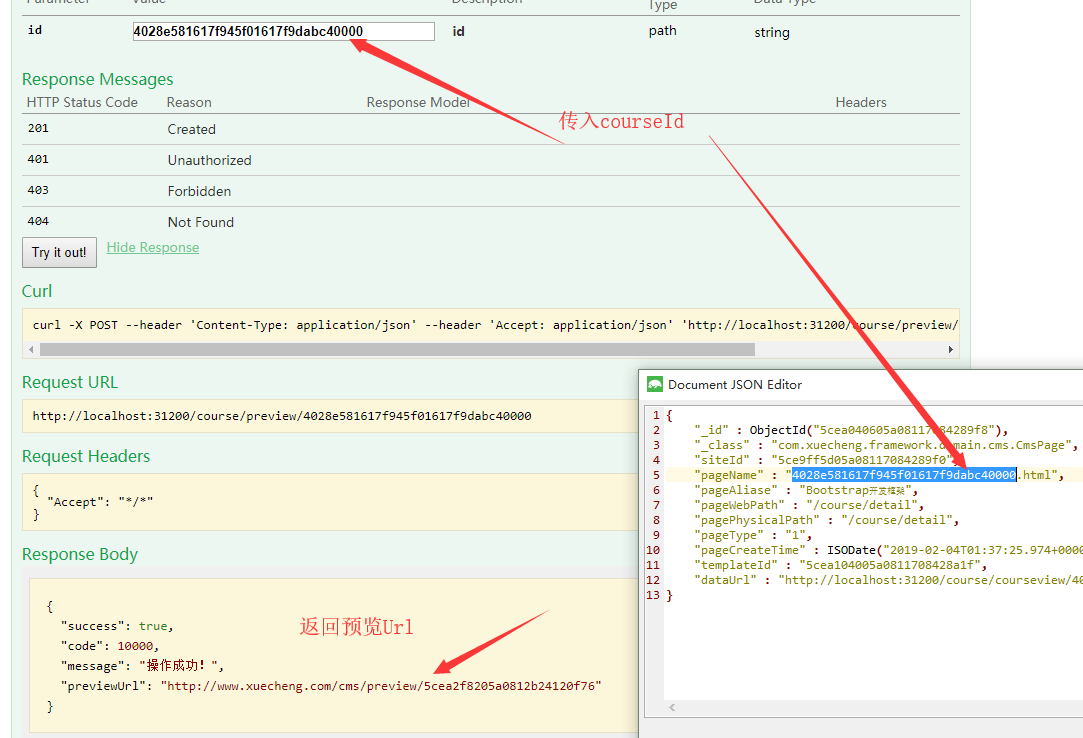 Parameter Value Description Type Data Type
id 4028e581617f945f01617f9dabc40000 id path string
Response Messages
HTTP Status Code Reason Response Model Headers
201 Created
401 Unauthorized
403 Forbidden
404 Not Found
Try it out! Hide Response
传入courseId
Curl
curl -X POST --header 'Content-Type: application/json' --header 'Accept: application/json' 'http://localhost:31200/course/preview/
Request URL
http://localhost:31200/course/preview/4028e581617f945f01617f9dabc40000
Request Headers
{
"Accept": "*/*"
}
Response Body
{
"success": true,
"code": 10000,
"message": "操作成功！",
"previewUrl": "http://www.xuecheng.com/cms/preview/5cea2f8205a0812b24120f76"
}
返回预览Url
Document JSON Editor
1 {
2 "_id" : ObjectId("5cea040605a08117084289f8"),
3 "_class" : "com.xuecheng.framework.domain.cms.CmsPage",
4 "siteId" : "5ce9ff5d05a08117084289f0",
5 "pageName" : "4028e581617f945f01617f9dabc40000.html",
6 "pageAliase" : "Bootstrap开发框架",
7 "pageWebPath" : "/course/detail",
8 "pagePhysicalPath" : "/course/detail",
9 "pageType" : "1",
10 "pageCreateTime" : ISODate("2019-02-04T01:37:25.974+0000
11 "templateId" : "5cea104005a0811708428a1f",
12 "dataUrl" : "http://localhost:31200/course/courseview/40
13 }